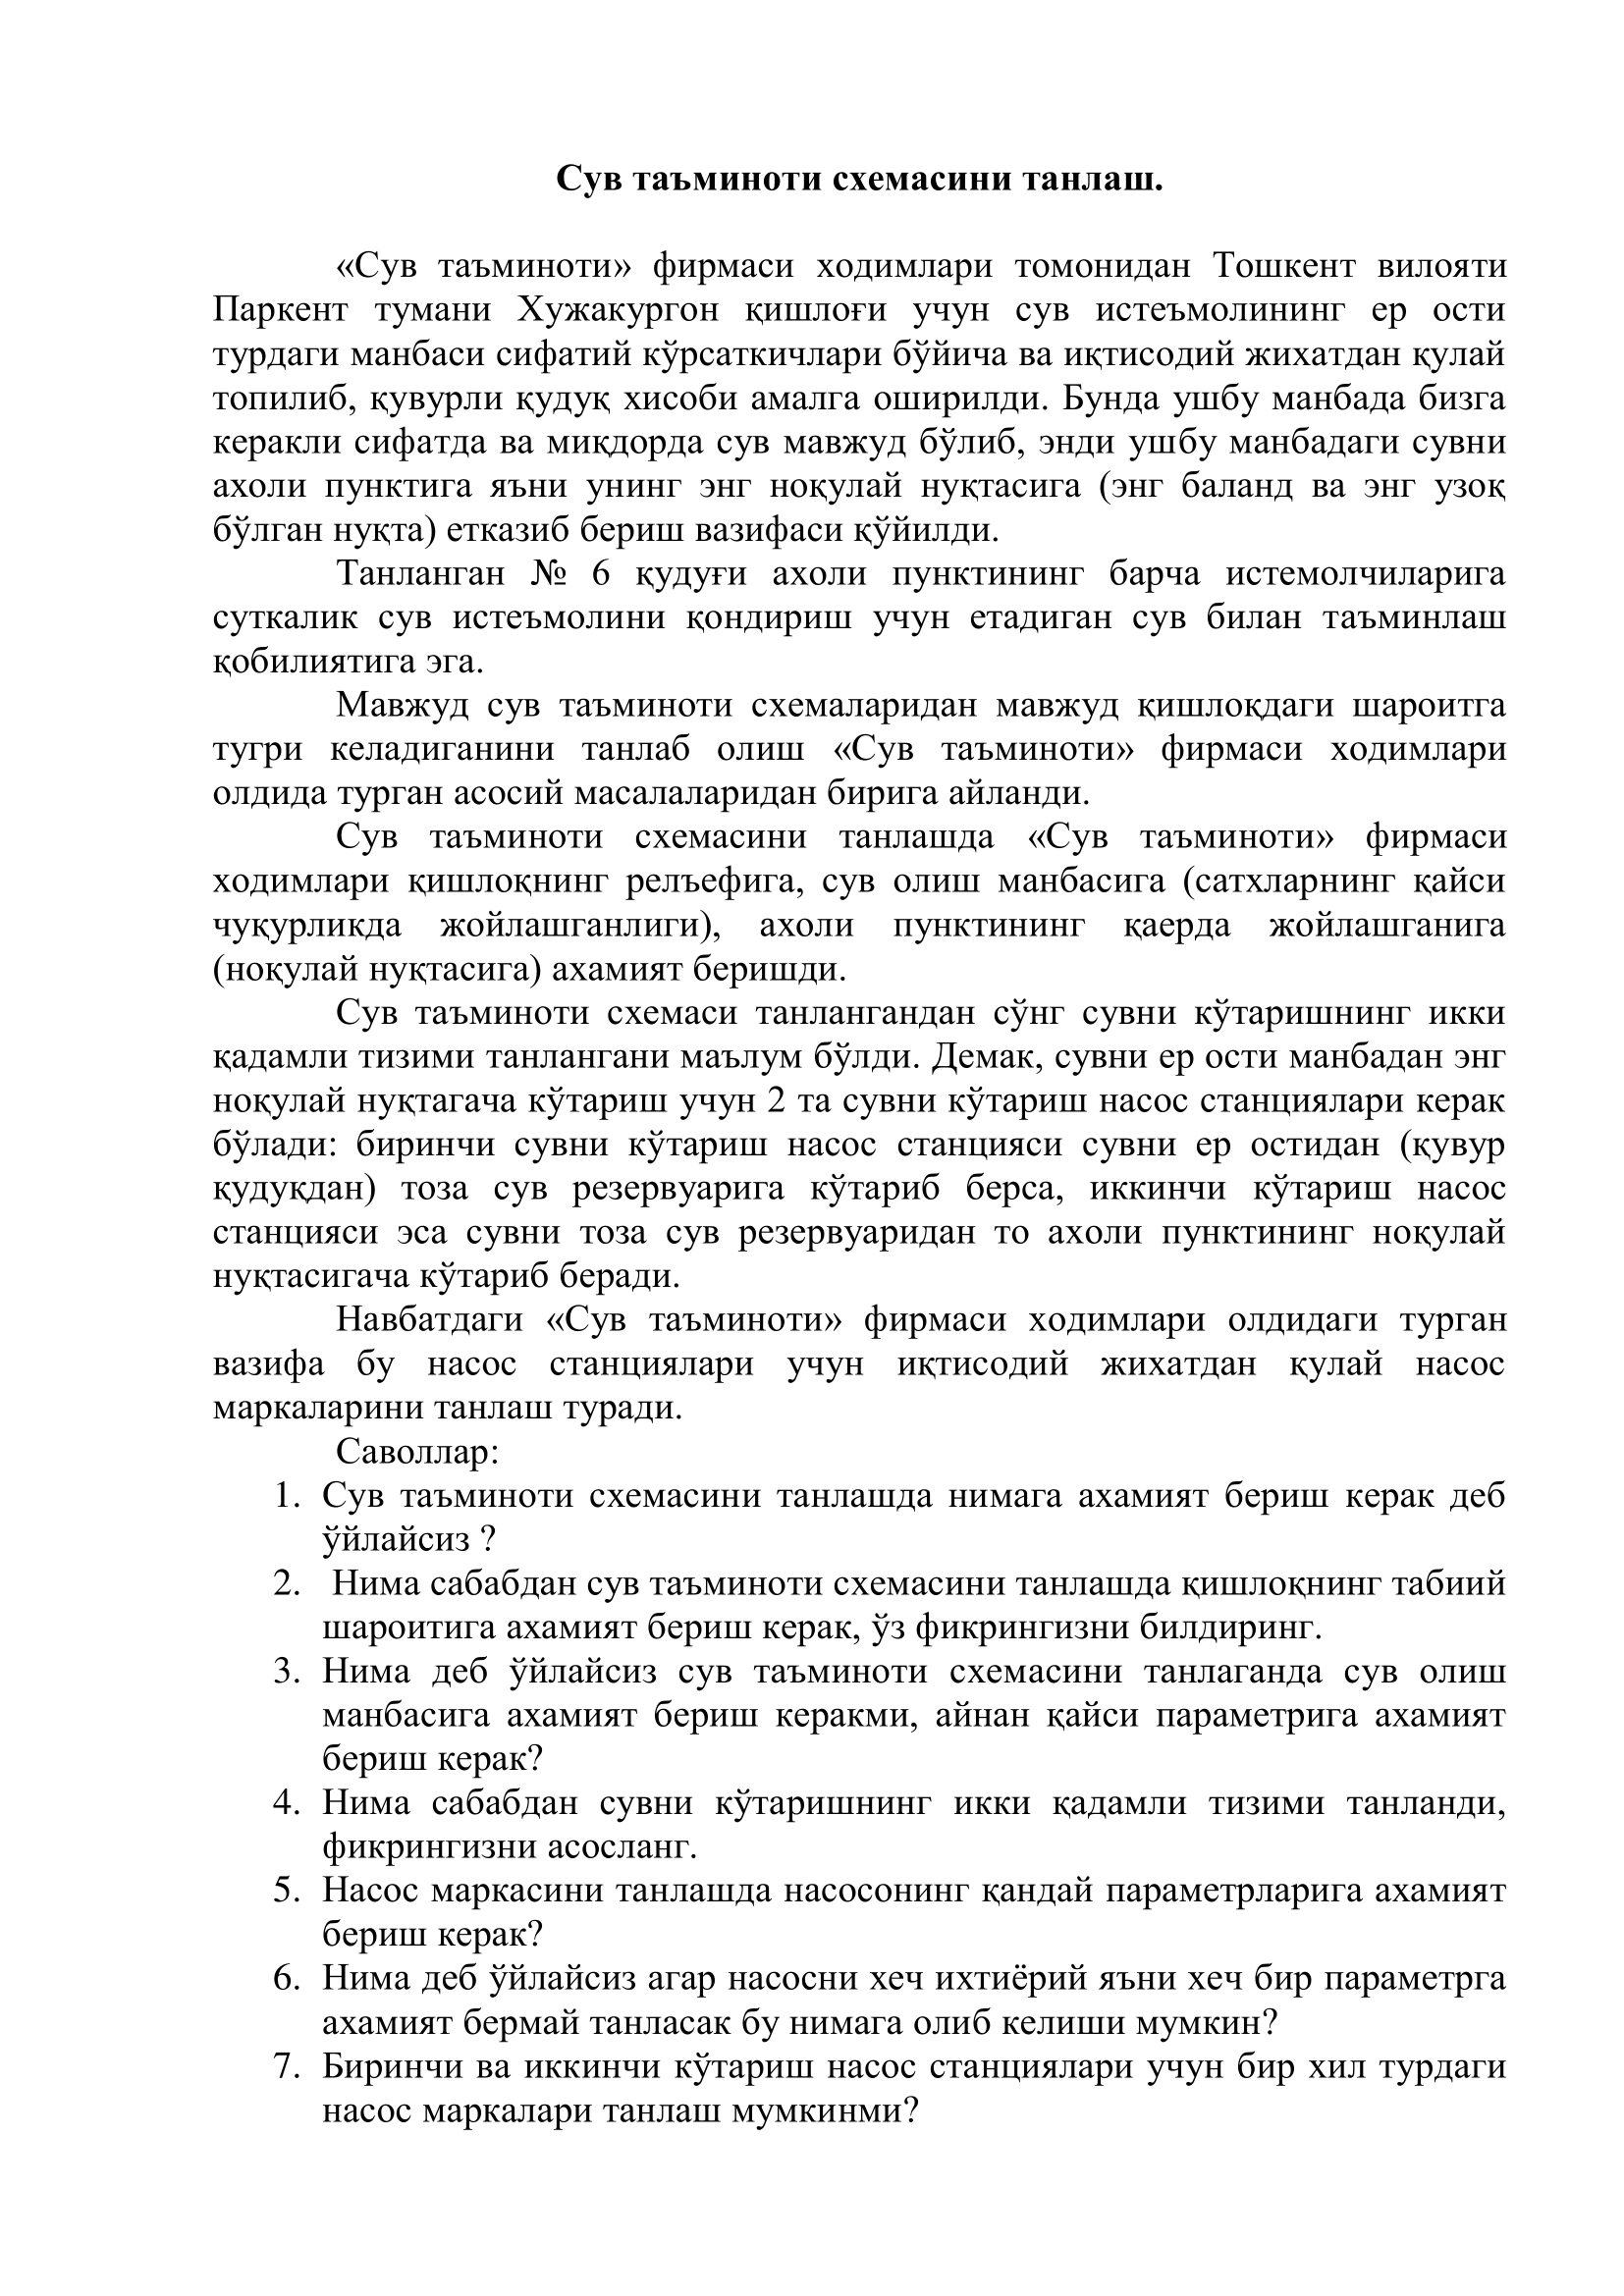 Сув таъминоти схемасини танлаш.
«Сув таъминоти» фирмаси ходимлари томонидан Тошкент вилояти
Паркент тумани Хужакургон қишлоғи учун сув истеъмолининг ер ости
турдаги манбаси сифатий кўрсаткичлари бўйича ва иқтисодий жихатдан қулай
топилиб, қувурли қудуқ хисоби амалга оширилди. Бунда ушбу манбада бизга
керакли сифатда ва миқдорда сув мавжуд бўлиб, энди ушбу манбадаги сувни
ахоли пунктига яъни унинг энг ноқулай нуқтасига (энг баланд ва энг узоқ
бўлган нуқта) етказиб бериш вазифаси қўйилди.
Танланган № 6 қудуғи ахоли пунктининг барча истемолчиларига
суткалик сув истеъмолини қондириш учун етадиган сув билан таъминлаш
қобилиятига эга.
Мавжуд сув таъминоти схемаларидан мавжуд қишлоқдаги шароитга
тугри келадиганини танлаб олиш «Сув таъминоти» фирмаси ходимлари
олдида турган асосий масалаларидан бирига айланди.
Сув таъминоти схемасини танлашда «Сув таъминоти» фирмаси
ходимлари қишлоқнинг релъефига, сув олиш манбасига (сатхларнинг қайси
чуқурликда жойлашганлиги), ахоли пунктининг қаерда жойлашганига
(ноқулай нуқтасига) ахамият беришди.
Сув таъминоти схемаси танлангандан сўнг сувни кўтаришнинг икки
қадамли тизими танлангани маълум бўлди. Демак, сувни ер ости манбадан энг
ноқулай нуқтагача кўтариш учун 2 та сувни кўтариш насос станциялари керак
бўлади: биринчи сувни кўтариш насос станцияси сувни ер остидан (қувур
қудуқдан) тоза сув резервуарига кўтариб берса, иккинчи кўтариш насос
станцияси эса сувни тоза сув резервуаридан то ахоли пунктининг ноқулай
нуқтасигача кўтариб беради.
Навбатдаги «Сув таъминоти» фирмаси ходимлари олдидаги турган
вазифа бу насос станциялари учун иқтисодий жихатдан қулай насос
маркаларини танлаш туради.
Саволлар:
1. Сув таъминоти схемасини танлашда нимага ахамият бериш керак деб
ўйлайсиз ?
2. Нима сабабдан сув таъминоти схемасини танлашда қишлоқнинг табиий
шароитига ахамият бериш керак, ўз фикрингизни билдиринг.
3. Нима деб ўйлайсиз сув таъминоти схемасини танлаганда сув олиш
манбасига ахамият бериш керакми, айнан қайси параметрига ахамият
бериш керак?
4. Нима сабабдан сувни кўтаришнинг икки қадамли тизими танланди,
фикрингизни асосланг.
5. Насос маркасини танлашда насосонинг қандай параметрларига ахамият
бериш керак?
6. Нима деб ўйлайсиз агар насосни хеч ихтиёрий яъни хеч бир параметрга
ахамият бермай танласак бу нимага олиб келиши мумкин?
7. Биринчи ва иккинчи кўтариш насос станциялари учун бир хил турдаги
насос маркалари танлаш мумкинми?